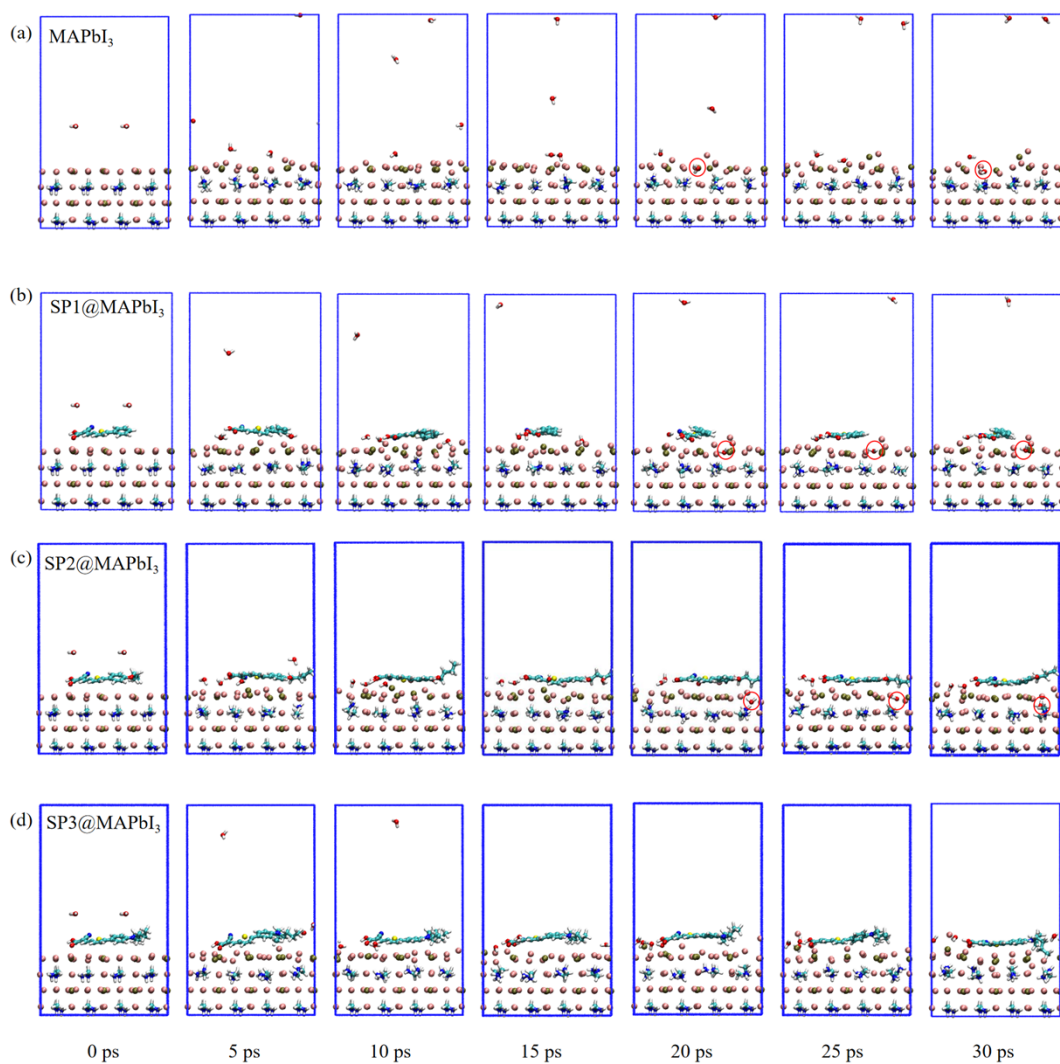 (a) MAPbI₃
(b) SP1@MAPbI₃
(c) SP2@MAPbI₃
(d) SP3@MAPbI₃
0 ps 5 ps 10 ps 15 ps 20 ps 25 ps 30 ps